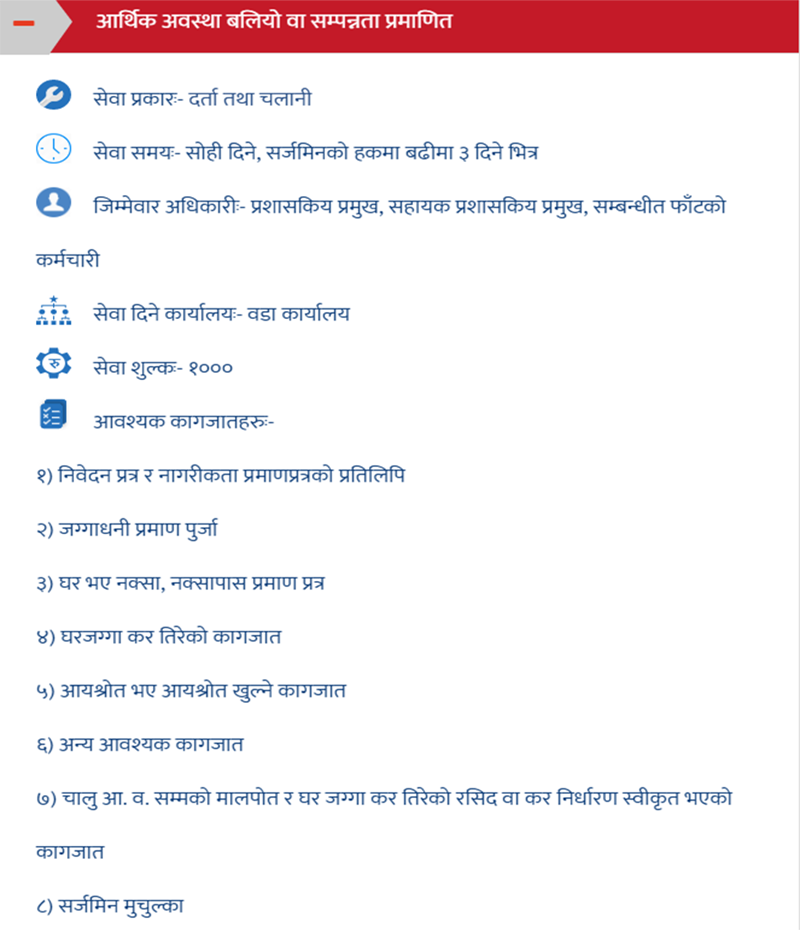 आर्थिक अवस्था बलियो वा सम्पन्नता प्रमाणित
सेवा प्रकारः- दर्ता तथा चलानी
सेवा समयः- सोही दिने, सर्जमिनको हकमा बढीमा ३ दिने भित्र
जिम्मेवार अधिकारीः- प्रशासकिय प्रमुख, सहायक प्रशासकिय प्रमुख, सम्बन्धीत फाँटको
कर्मचारी
सेवा दिने कार्यालयः- वडा कार्यालय
रु
सेवा शुल्कः- १०००
आवश्यक कागजातहरुः-
१) निवेदन प्रत्र र नागरीकता प्रमाणप्रत्रको प्रतिलिपि
२) जग्गाधनी प्रमाण पुर्जा
३) घर भए नक्सा, नक्सापास प्रमाण प्रत्र
४) घरजग्गा कर तिरेको कागजात
५) आयश्रोत भए आयश्रोत खुल्ने कागजात
६) अन्य आवश्यक कागजात
७) चालु आ. व. सम्मको मालपोत र घर जग्गा कर तिरेको रसिद वा कर निर्धारण स्वीकृत भएको
कागजात
८) सर्जमिन मुचुल्का